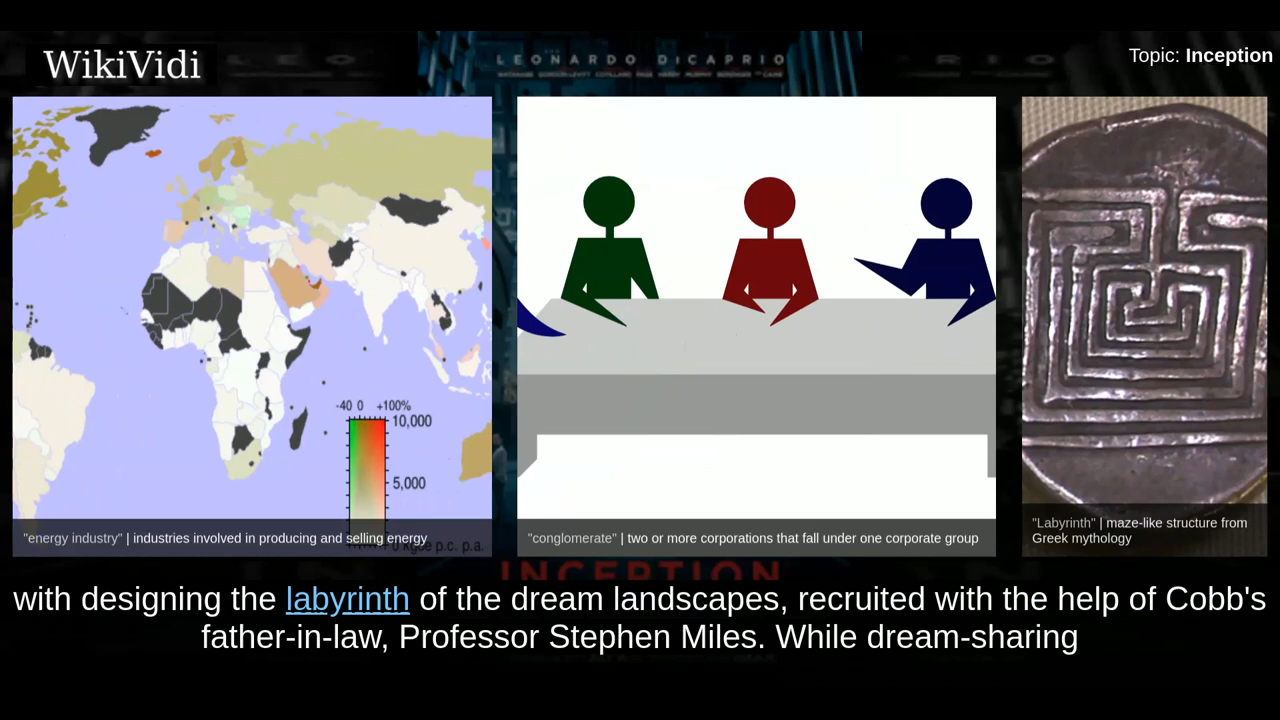 WikiVidi
Topic: Inception
LEONARDO DiCAPRIO
-40 0 +100%
10,000
5,000
0 kgoe p.c. p.a.
"energy industry" | industries involved in producing and selling energy
"conglomerate" | two or more corporations that fall under one corporate group
"Labyrinth" | maze-like structure from
Greek mythology
INCEPTION
with designing the labyrinth of the dream landscapes, recruited with the help of Cobb's
father-in-law, Professor Stephen Miles. While dream-sharing